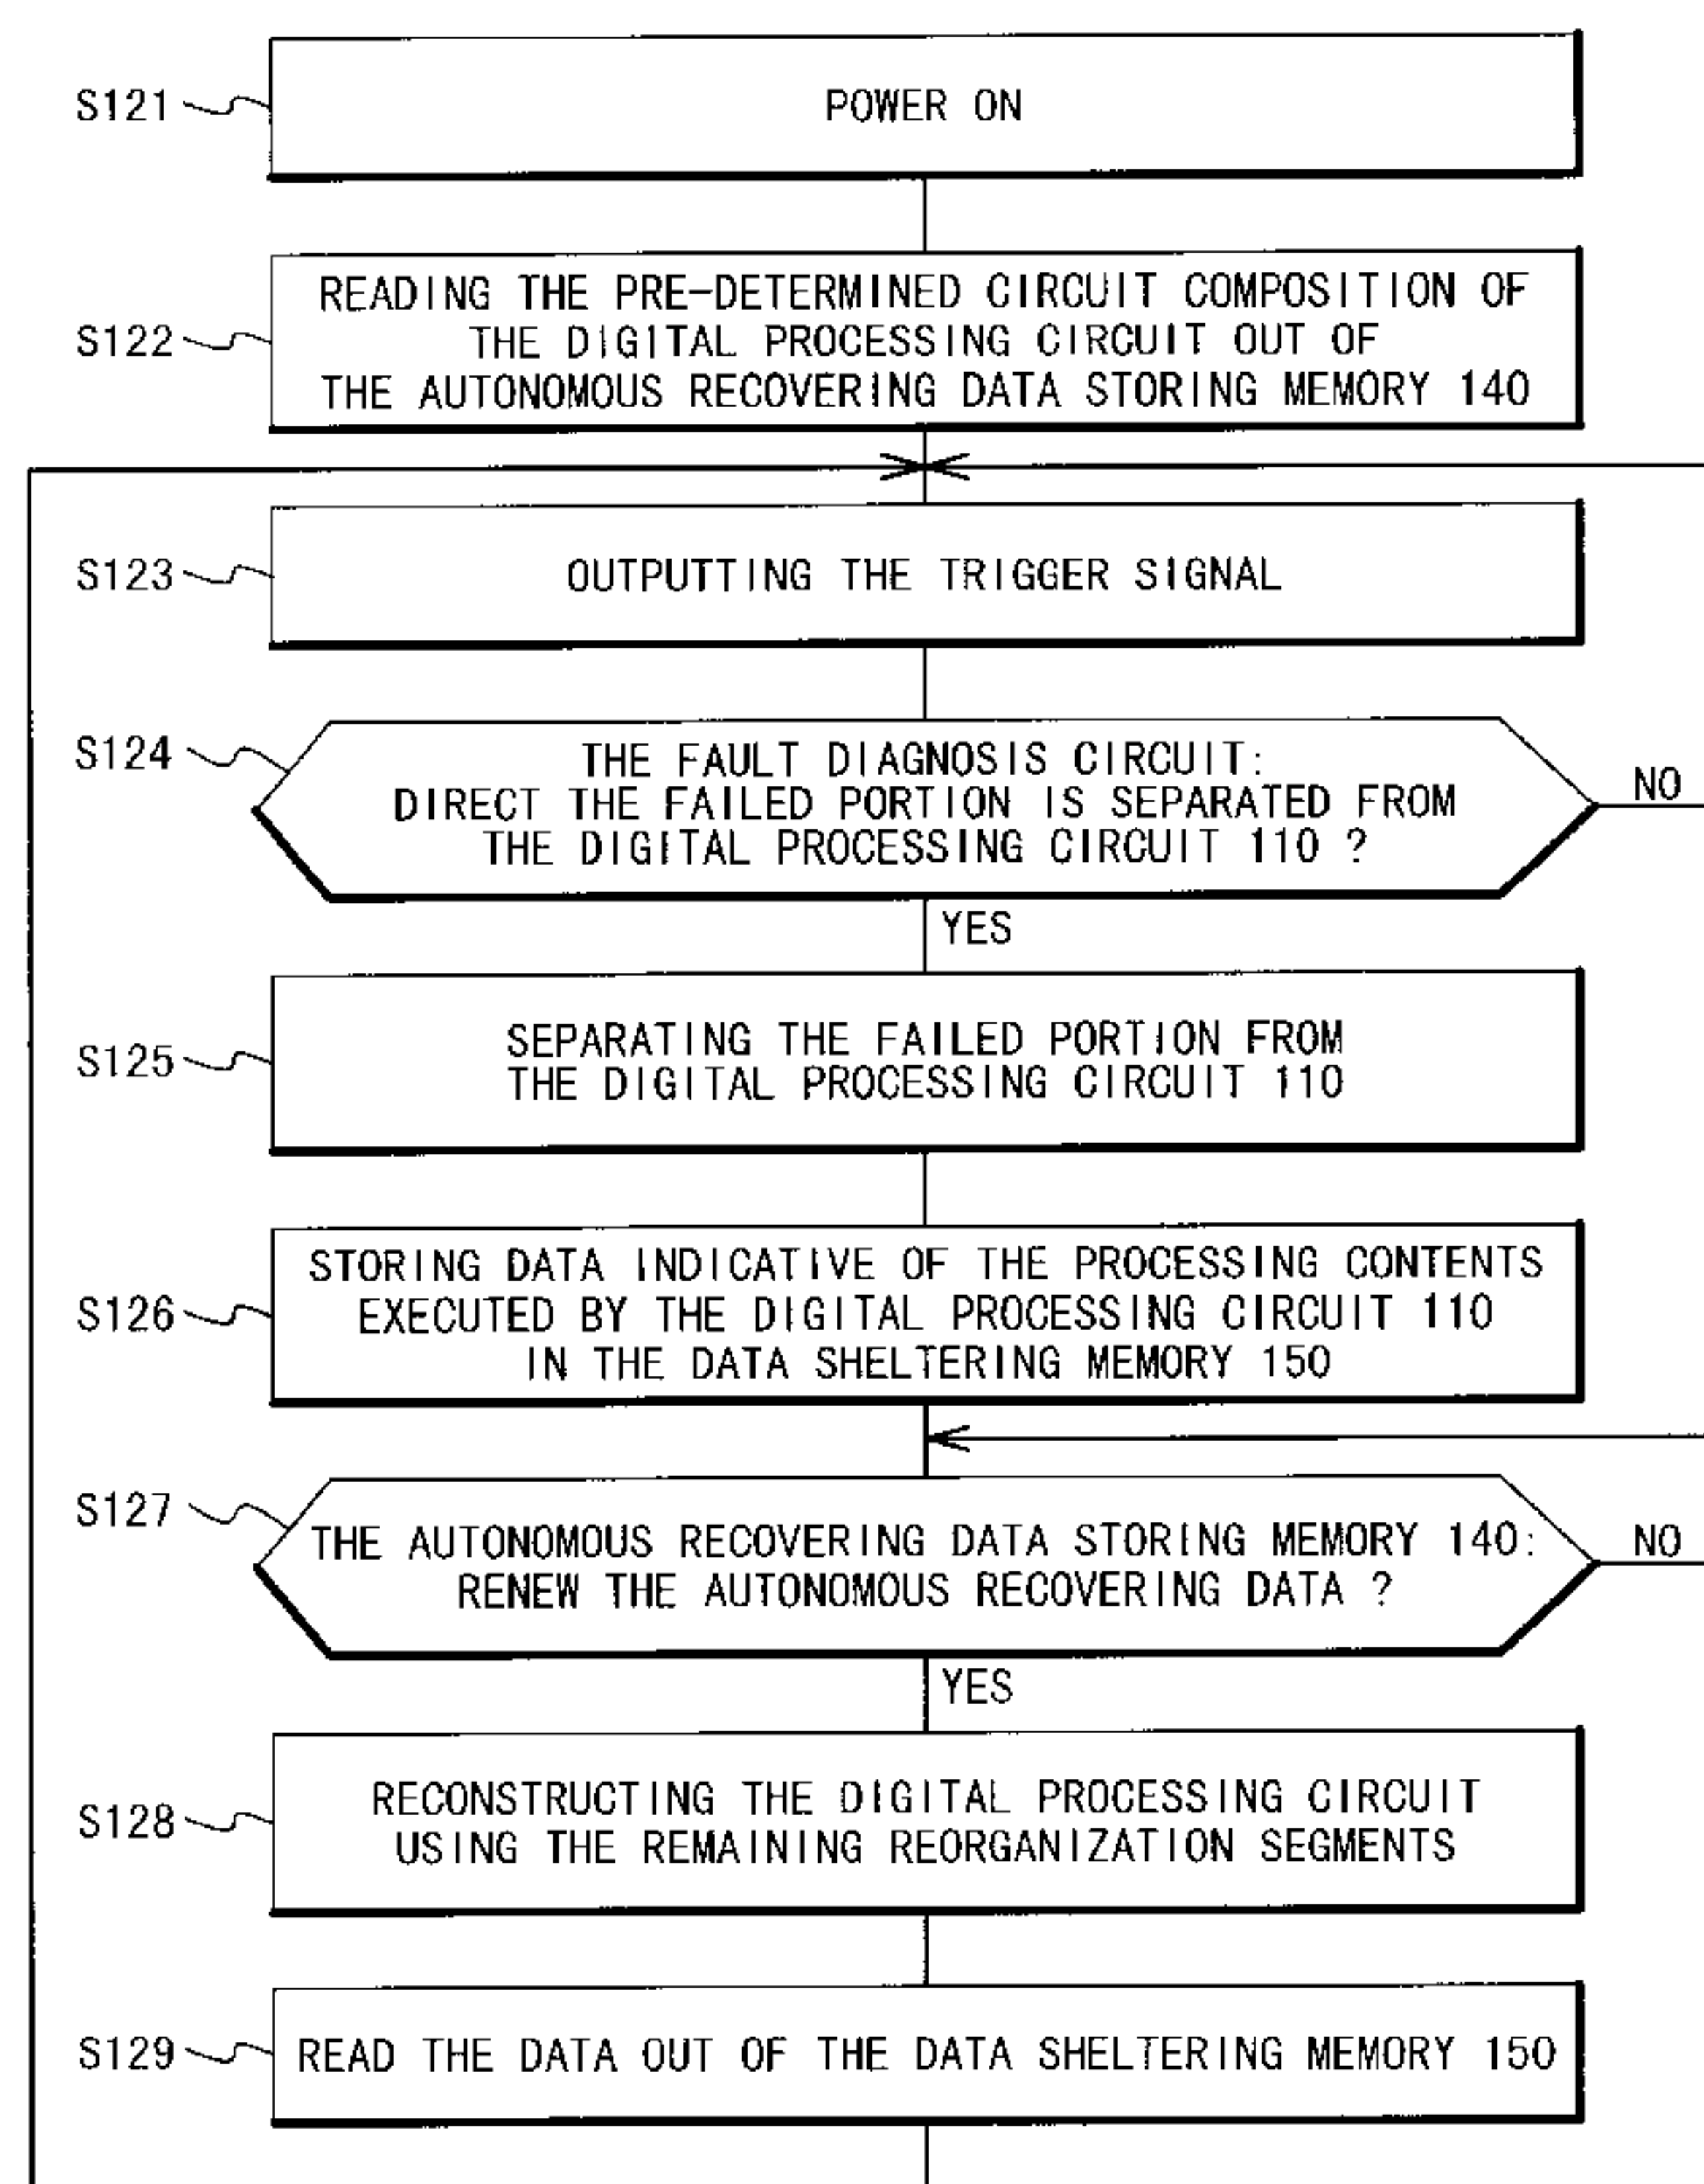 S121
POWER ON
S122
READING THE PRE-DETERMINED CIRCUIT COMPOSITION OF
THE DIGITAL PROCESSING CIRCUIT OUT OF
THE AUTONOMOUS RECOVERING DATA STORING MEMORY 140
S123
OUTPUTTING THE TRIGGER SIGNAL
S124
THE FAULT DIAGNOSIS CIRCUIT:
DIRECT THE FAILED PORTION IS SEPARATED FROM
THE DIGITAL PROCESSING CIRCUIT 110 ?
NO
YES
S125
SEPARATING THE FAILED PORTION FROM
THE DIGITAL PROCESSING CIRCUIT 110
S126
STORING DATA INDICATIVE OF THE PROCESSING CONTENTS
EXECUTED BY THE DIGITAL PROCESSING CIRCUIT 110
IN THE DATA SHELTERING MEMORY 150
S127
THE AUTONOMOUS RECOVERING DATA STORING MEMORY 140:
RENEW THE AUTONOMOUS RECOVERING DATA ?
NO
YES
S128
RECONSTRUCTING THE DIGITAL PROCESSING CIRCUIT
USING THE REMAINING REORGANIZATION SEGMENTS
S129
READ THE DATA OUT OF THE DATA SHELTERING MEMORY 150